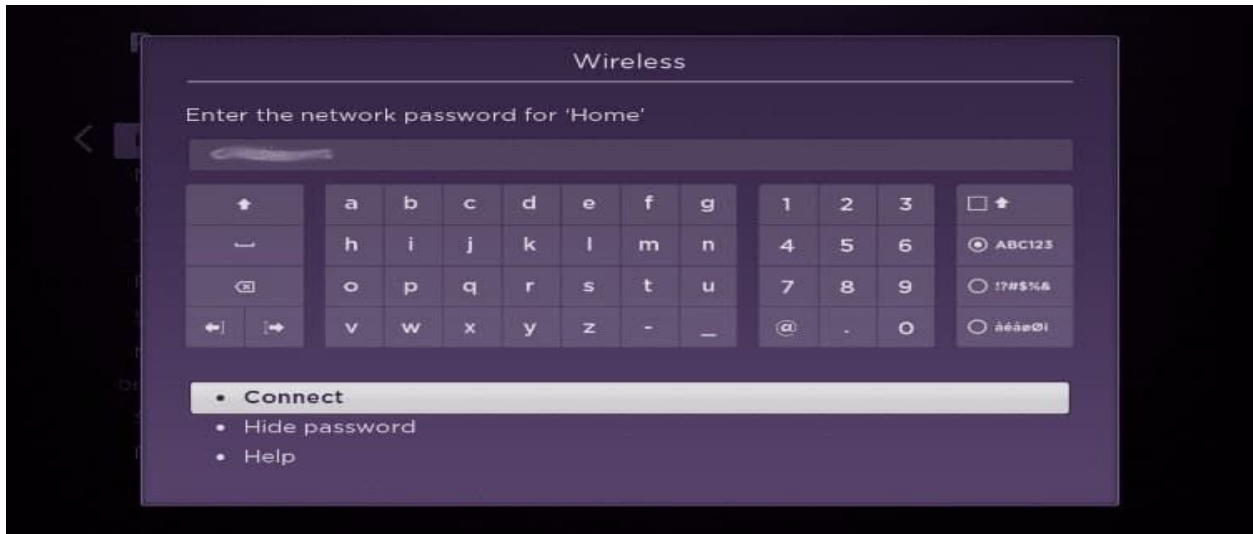 Wireless
Enter the network password for 'Home'
a b c d e f g 1 2 3
h i j k l m n 4 5 6 ABC123
o p q r s t u 7 8 9 !?#$%&
v w x y z - _ @ . 0 àéåøØi
Connect
Hide password
Help